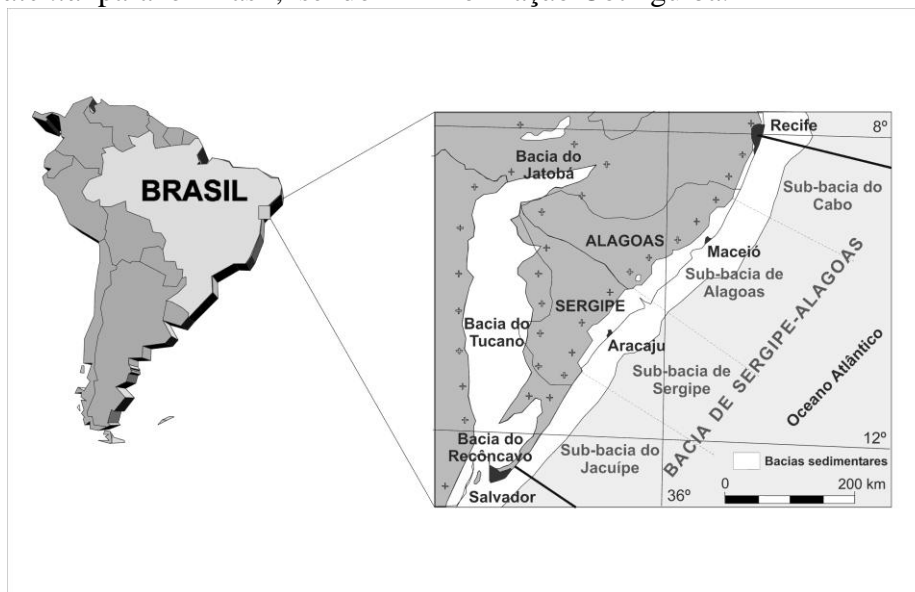 BRASIL
Recife
8º
Bacia do
Jatobá
Sub-bacia do
Cabo
ALAGOAS
Maceió
Sub-bacia de
Alagoas
SERGIPE
Bacia do
Tucano
Aracaju
Sub-bacia de
Sergipe
BACIA DE SERGIPE-ALAGOAS
Oceano Atlântico
12º
Bacia do
Recôncavo
Sub-bacia do
Jacuípe
Bacias sedimentares
Salvador
36º
0 200 km